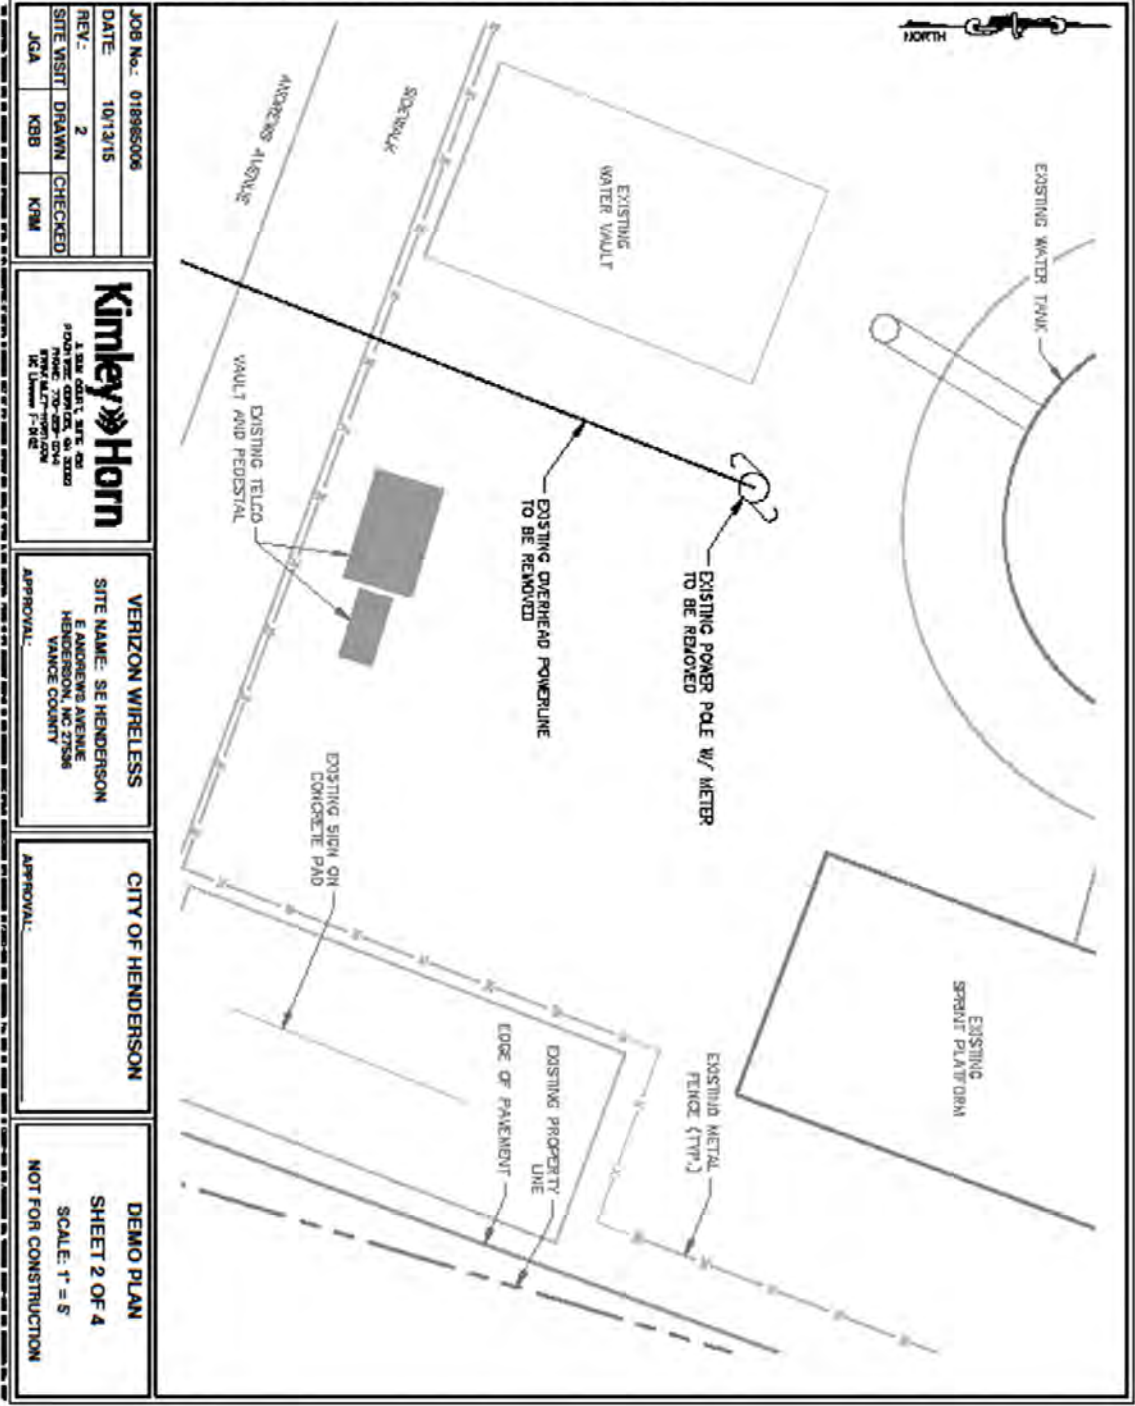 NORTH
EXISTING WATER TANK
EXISTING
WATER VAULT
SIDEWALK
ANDREWS AVENUE
EXISTING POWER POLE W/ METER
TO BE REMOVED
EXISTING OVERHEAD POWERLINE
TO BE REMOVED
EXISTING TELCO
VAULT AND PEDESTAL
EXISTING SIGN ON
CONCRETE PAD
EXISTING
SPRINT PLATFORM
EXISTING METAL
FENCE (TYP.)
EXISTING PROPERTY
LINE
EDGE OF PAVEMENT
JOB No.: 018985006
DATE: 10/13/15
REV.: 2
SITE VISIT DRAWN CHECKED
JGA KBB KRM
Kimley»Horn
VERIZON WIRELESS
SITE NAME: SE HENDERSON
E ANDREWS AVENUE
HENDERSON, NC 27536
VANCE COUNTY
APPROVAL:
CITY OF HENDERSON
APPROVAL:
DEMO PLAN
SHEET 2 OF 4
SCALE: 1" = 5'
NOT FOR CONSTRUCTION